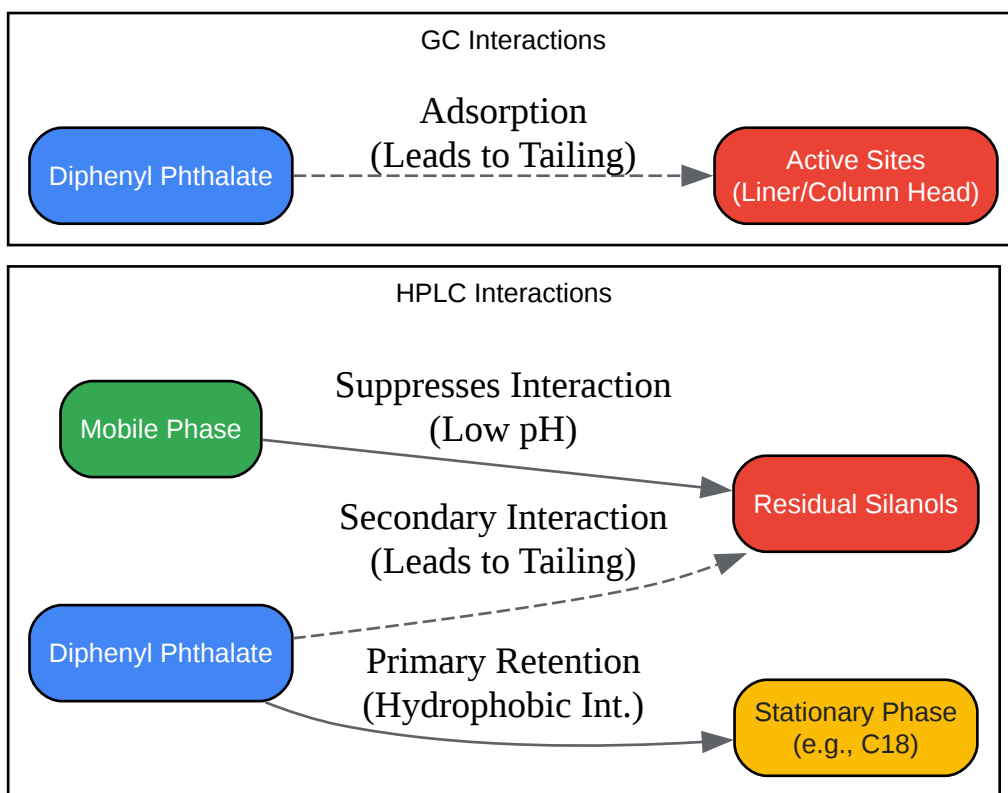 GC Interactions
Adsorption
(Leads to Tailing)
Diphenyl Phthalate
Active Sites
(Liner/Column Head)
HPLC Interactions
Suppresses Interaction
(Low pH)
Mobile Phase
Residual Silanols
Secondary Interaction
(Leads to Tailing)
Diphenyl Phthalate
Primary Retention
(Hydrophobic Int.)
Stationary Phase
(e.g., C18)